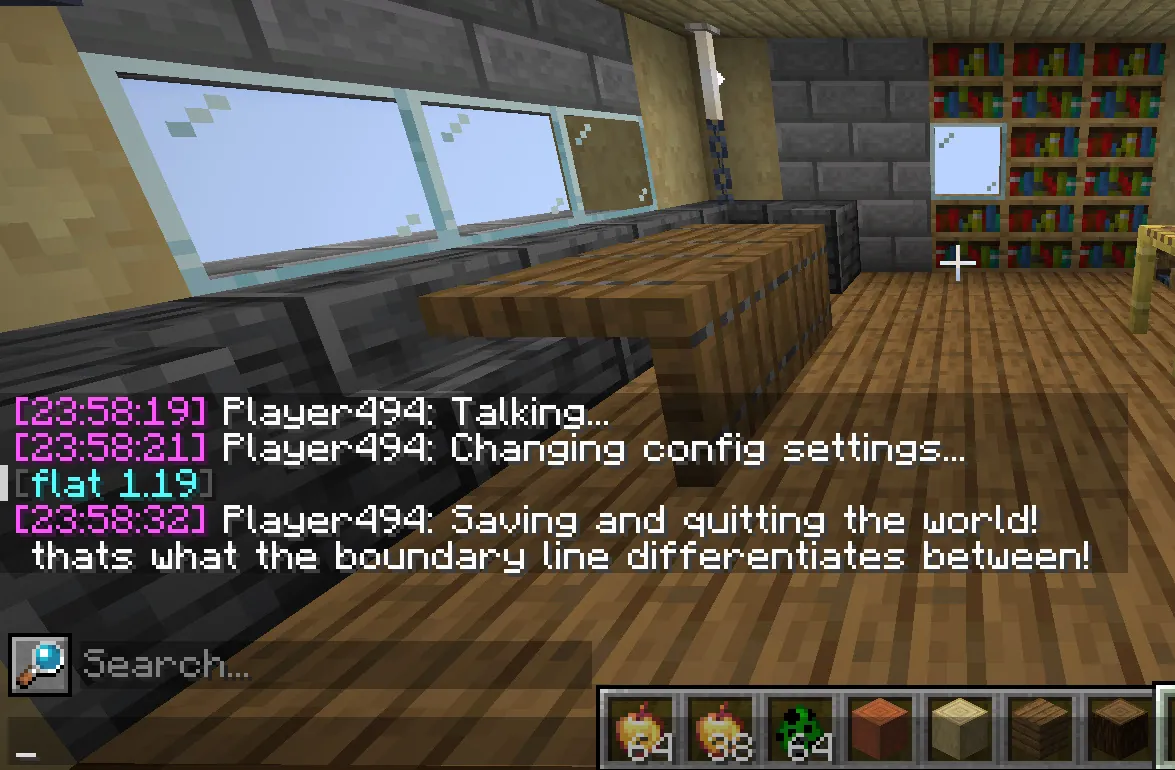 [23:58:19] Player494: Talking...
[23:58:21] Player494: Changing config settings...
[flat 1.19]
[23:58:32] Player494: Saving and quitting the world!
thats what the boundary line differentiates between!
Search...
_
64 38 64